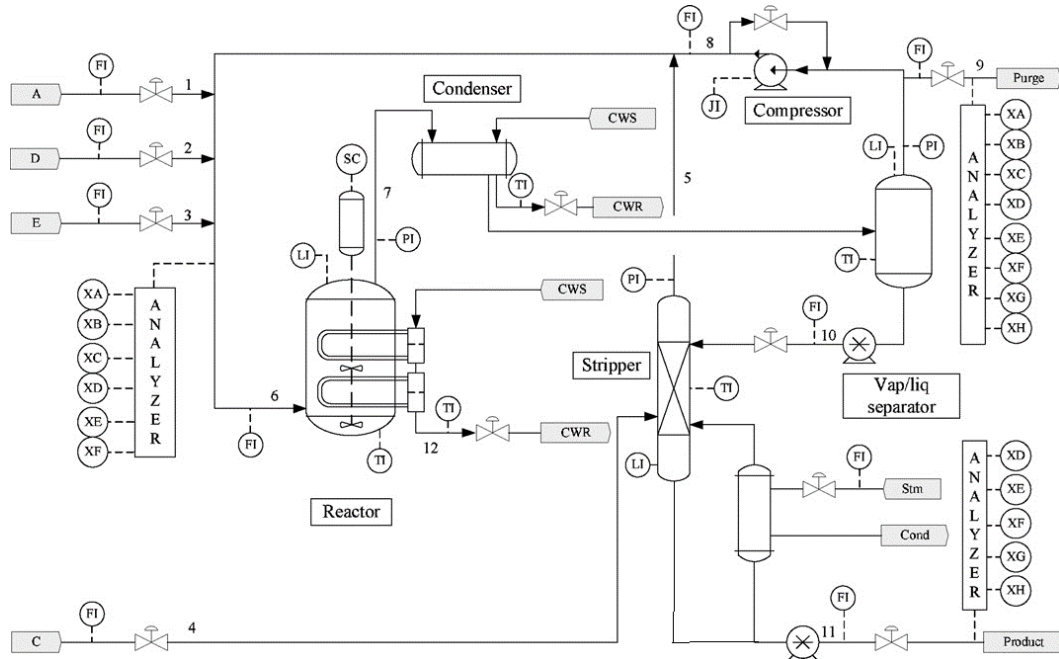 FI
8
FI
9
A
FI
1
Condenser
JI
Compressor
Purge
D
FI
2
SC
7
CWS
TI
CWR
5
LI
PI
ANALYZER
XA
XB
XC
XD
XE
XF
XG
XH
E
FI
3
LI
PI
TI
PI
XA
XB
XC
XD
XE
XF
ANALYZER
CWS
FI
10
Stripper
TI
Vap/liq
separator
6
FI
TI
12
TI
CWR
LI
Reactor
FI
Stm
Cond
ANALYZER
XD
XE
XF
XG
XH
C
FI
4
FI
11
Product